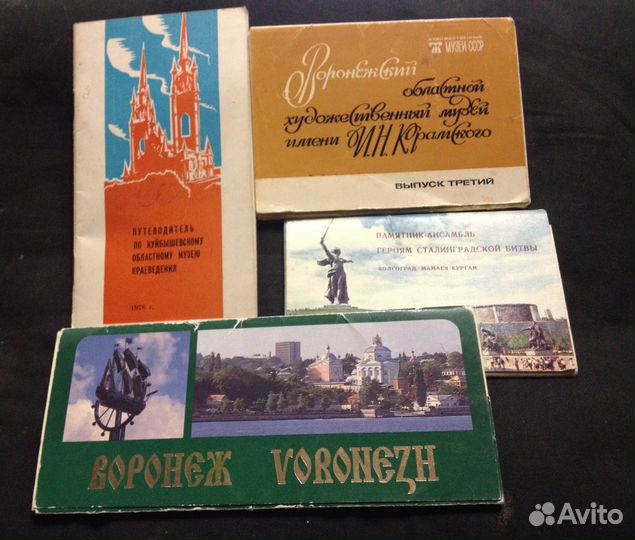 ПУТЕВОДИТЕЛЬ
ПО КУЙБЫШЕВСКОМУ
ОБЛАСТНОМУ МУЗЕЮ
КРАЕВЕДЕНИЯ
1976 г.
ХУДОЖЕСТВЕННЫЕ
МУЗЕИ СССР
Воронежский
областной
художественный музей
имени И.Н. Крамского
ВЫПУСК ТРЕТИЙ
ПАМЯТНИК-АНСАМБЛЬ
ГЕРОЯМ СТАЛИНГРАДСКОЙ БИТВЫ
ВОЛГОГРАД. МАМАЕВ КУРГАН
ВОРОНЕЖ VORONEZH
Avito